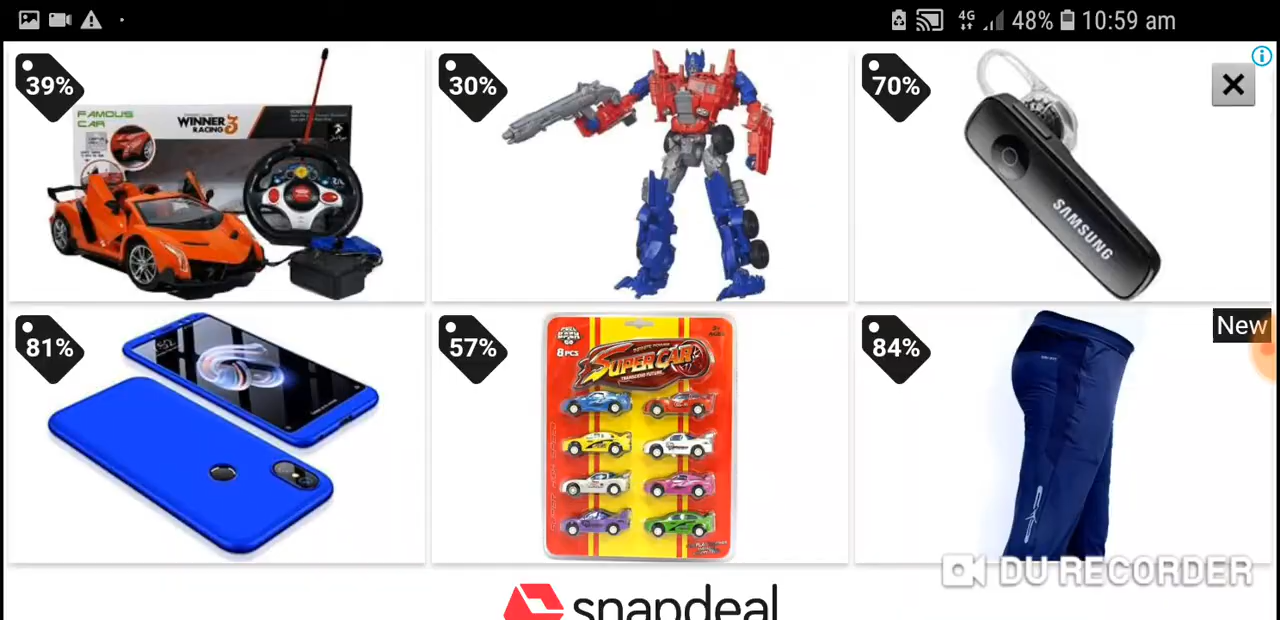 4G 48% 10:59 am
39%
FAMOUS
CAR
WINNER 3
RACING
30%
70%
SAMSUNG
81%
57%
8 PCS
SUPER CAR
84%
New
DU RECORDER
snapdeal